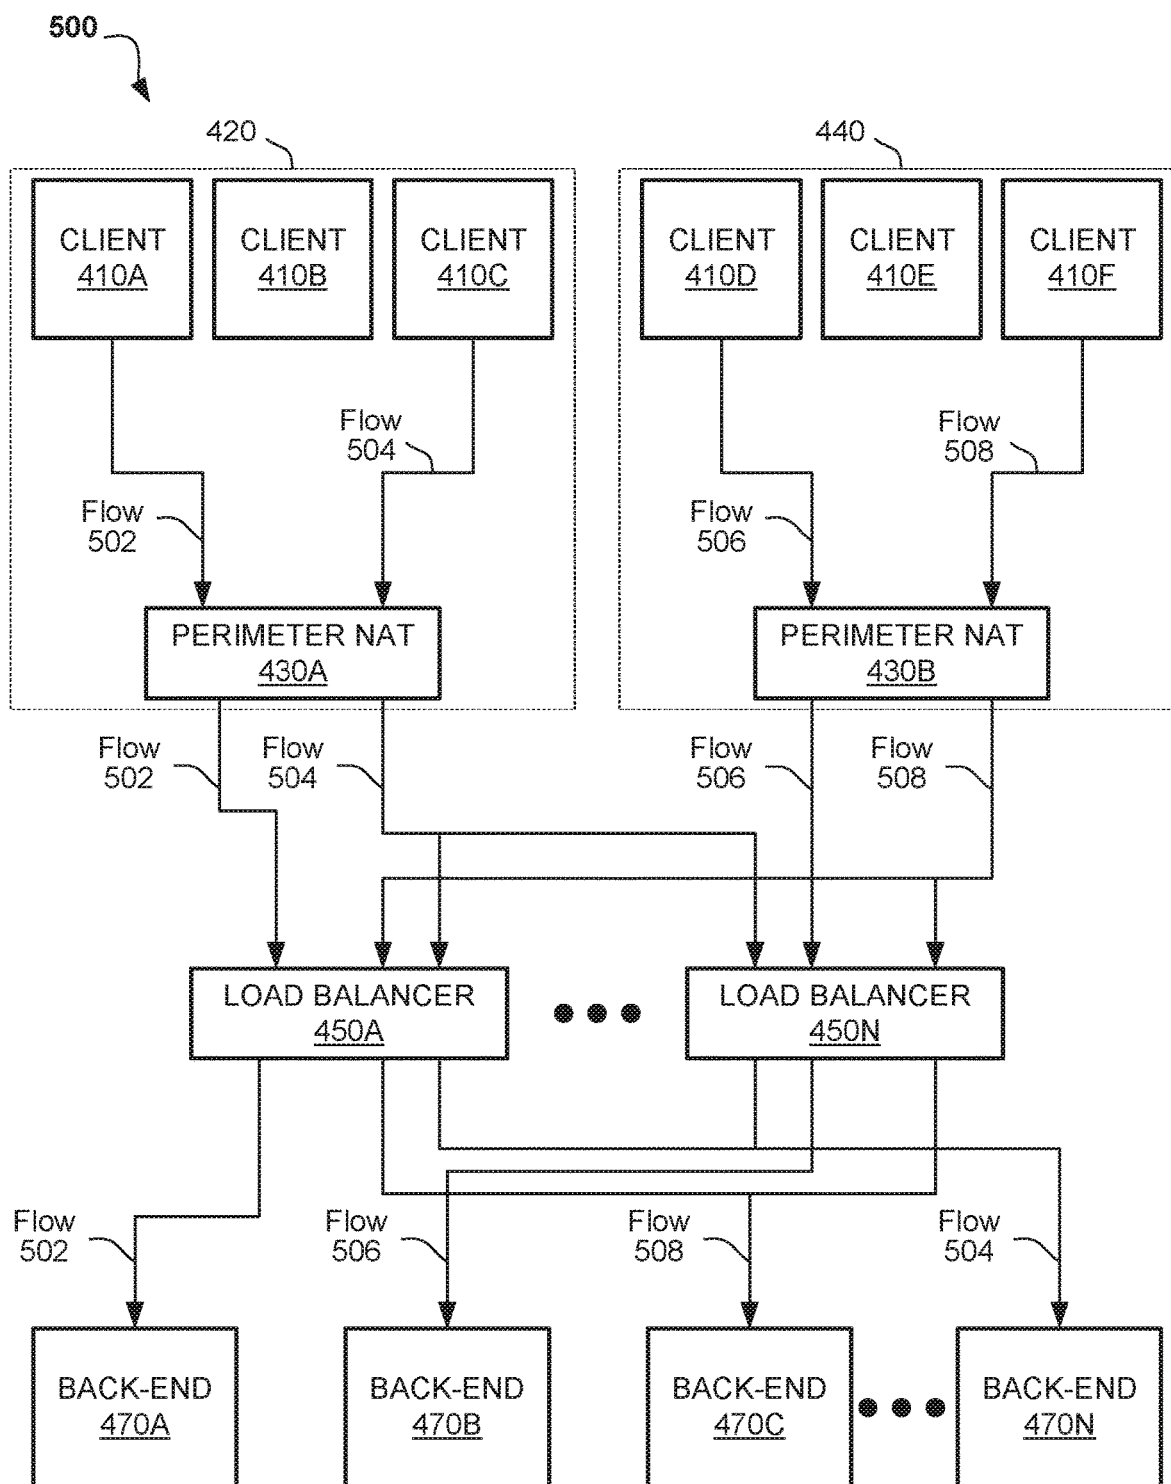 500
420
440
CLIENT
410A
CLIENT
410B
CLIENT
410C
CLIENT
410D
CLIENT
410E
CLIENT
410F
Flow
504
Flow
508
Flow
502
Flow
506
PERIMETER NAT
430A
PERIMETER NAT
430B
Flow
502
Flow
504
Flow
506
Flow
508
LOAD BALANCER
450A
LOAD BALANCER
450N
Flow
502
Flow
506
Flow
508
Flow
504
BACK-END
470A
BACK-END
470B
BACK-END
470C
BACK-END
470N